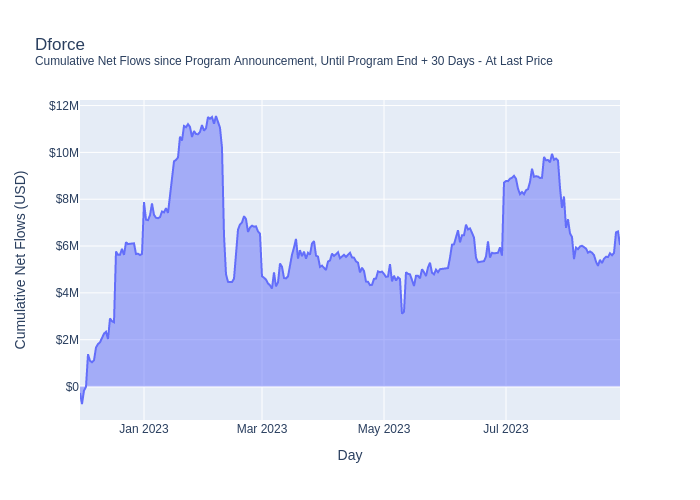 Dforce
Cumulative Net Flows since Program Announcement, Until Program End + 30 Days - At Last Price
Cumulative Net Flows (USD)
$12M
$10M
$8M
$6M
$4M
$2M
$0
Jan 2023
Mar 2023
May 2023
Jul 2023
Day